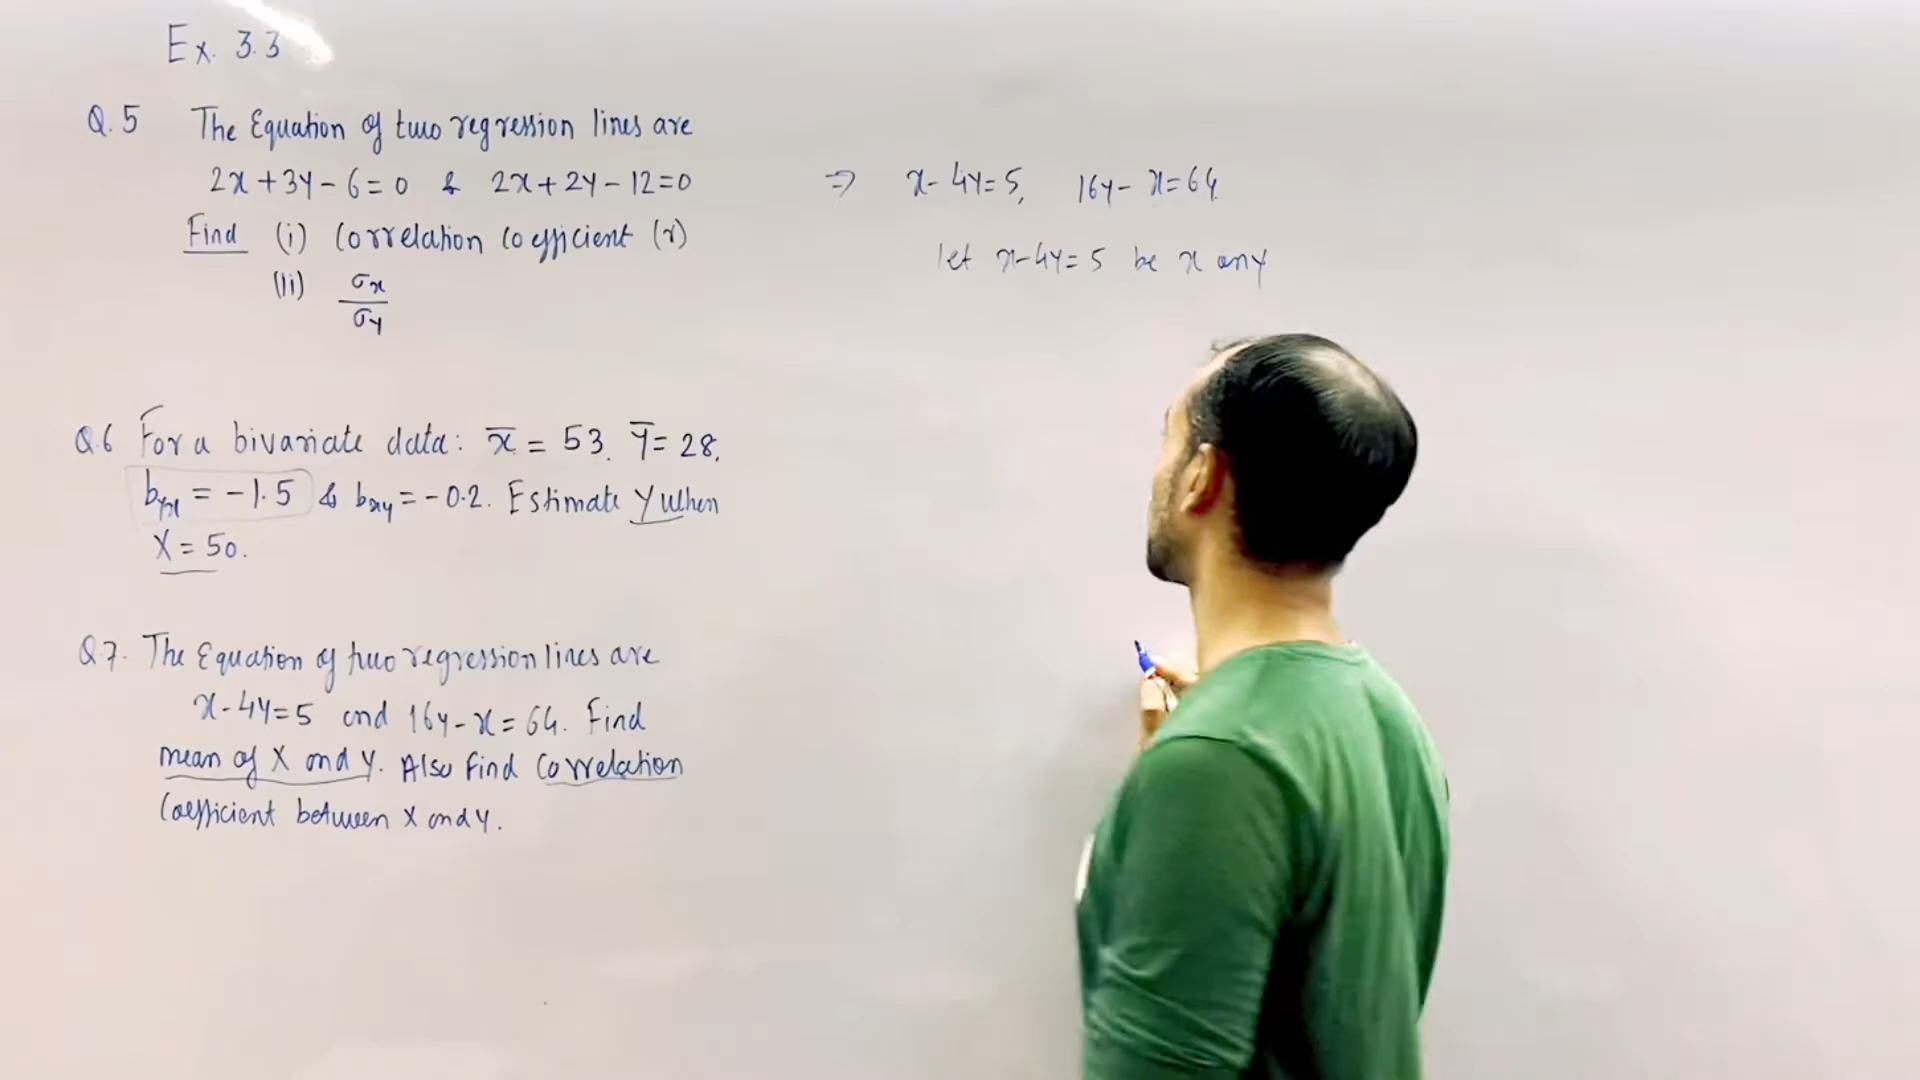 Ex. 3.3
Q.5 The Equation of two regression lines are
2x+3y-6=0 & 2x+2y-12=0
Find (i) Correlation Coefficient (r)
(ii) σx/σy
Q.6 For a bivariate data: x̄ = 53. ȳ = 28.
byx = -1.5 & bxy = -0.2. Estimate Y when
X = 50.
Q.7. The Equation of two regression lines are
x-4y=5 and 16y-x=64. Find
mean of X and Y. Also find Correlation
Coefficient between X and Y.
⇒ x-4y=5, 16y-x=64.
let x-4y=5 be x on y